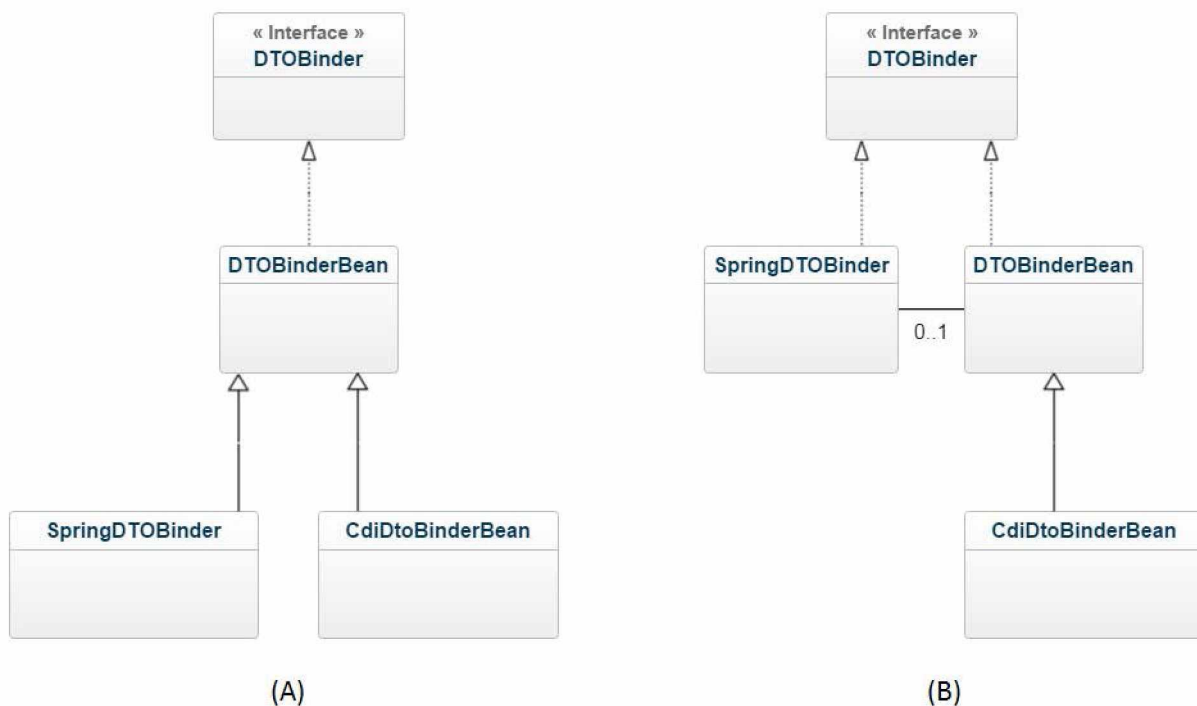 « Interface »
DTOBinder
DTOBinderBean
SpringDTOBinder
CdiDtoBinderBean
(A)
« Interface »
DTOBinder
SpringDTOBinder
DTOBinderBean
0..1
CdiDtoBinderBean
(B)